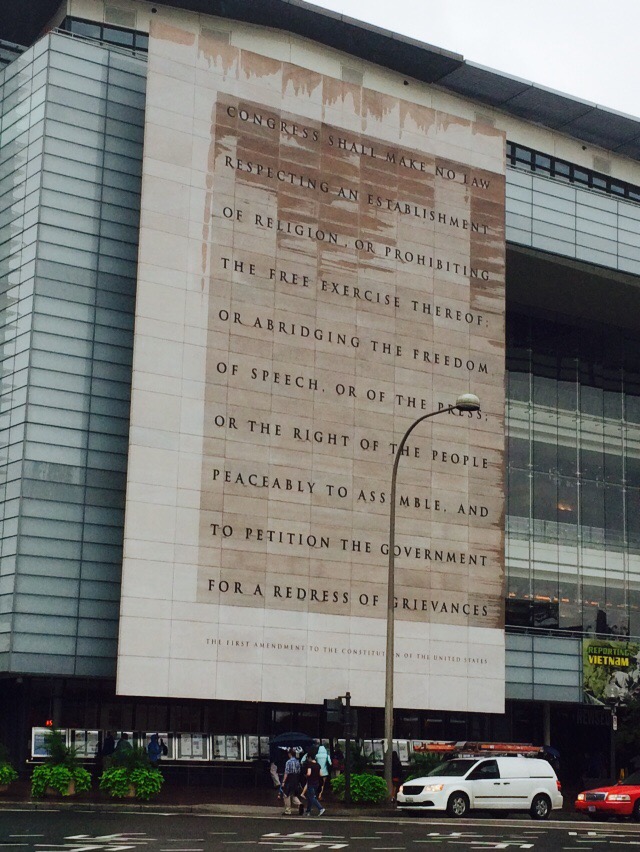 CONGRESS SHALL MAKE NO LAW
RESPECTING AN ESTABLISHMENT
OF RELIGION, OR PROHIBITING
THE FREE EXERCISE THEREOF;
OR ABRIDGING THE FREEDOM
OF SPEECH, OR OF THE PRESS;
OR THE RIGHT OF THE PEOPLE
PEACEABLY TO ASSEMBLE, AND
TO PETITION THE GOVERNMENT
FOR A REDRESS OF GRIEVANCES
THE FIRST AMENDMENT TO THE CONSTITUTION OF THE UNITED STATES
REPORTING
VIETNAM